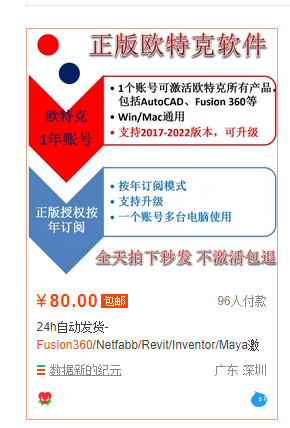 正版欧特克软件
欧特克
1年账号
• 1个账号可激活欧特克所有产品，
包括AutoCAD、Fusion 360等
• Win/Mac通用
• 支持2017-2022版本，可升级
正版授权按
年订阅
• 按年订阅模式
• 支持升级
• 一个账号多台电脑使用
全天拍下秒发 不激活包退
¥80.00 包邮 96人付款
24h自动发货-
Fusion360/Netfabb/Revit/Inventor/Maya激
数据新的纪元 广东 深圳